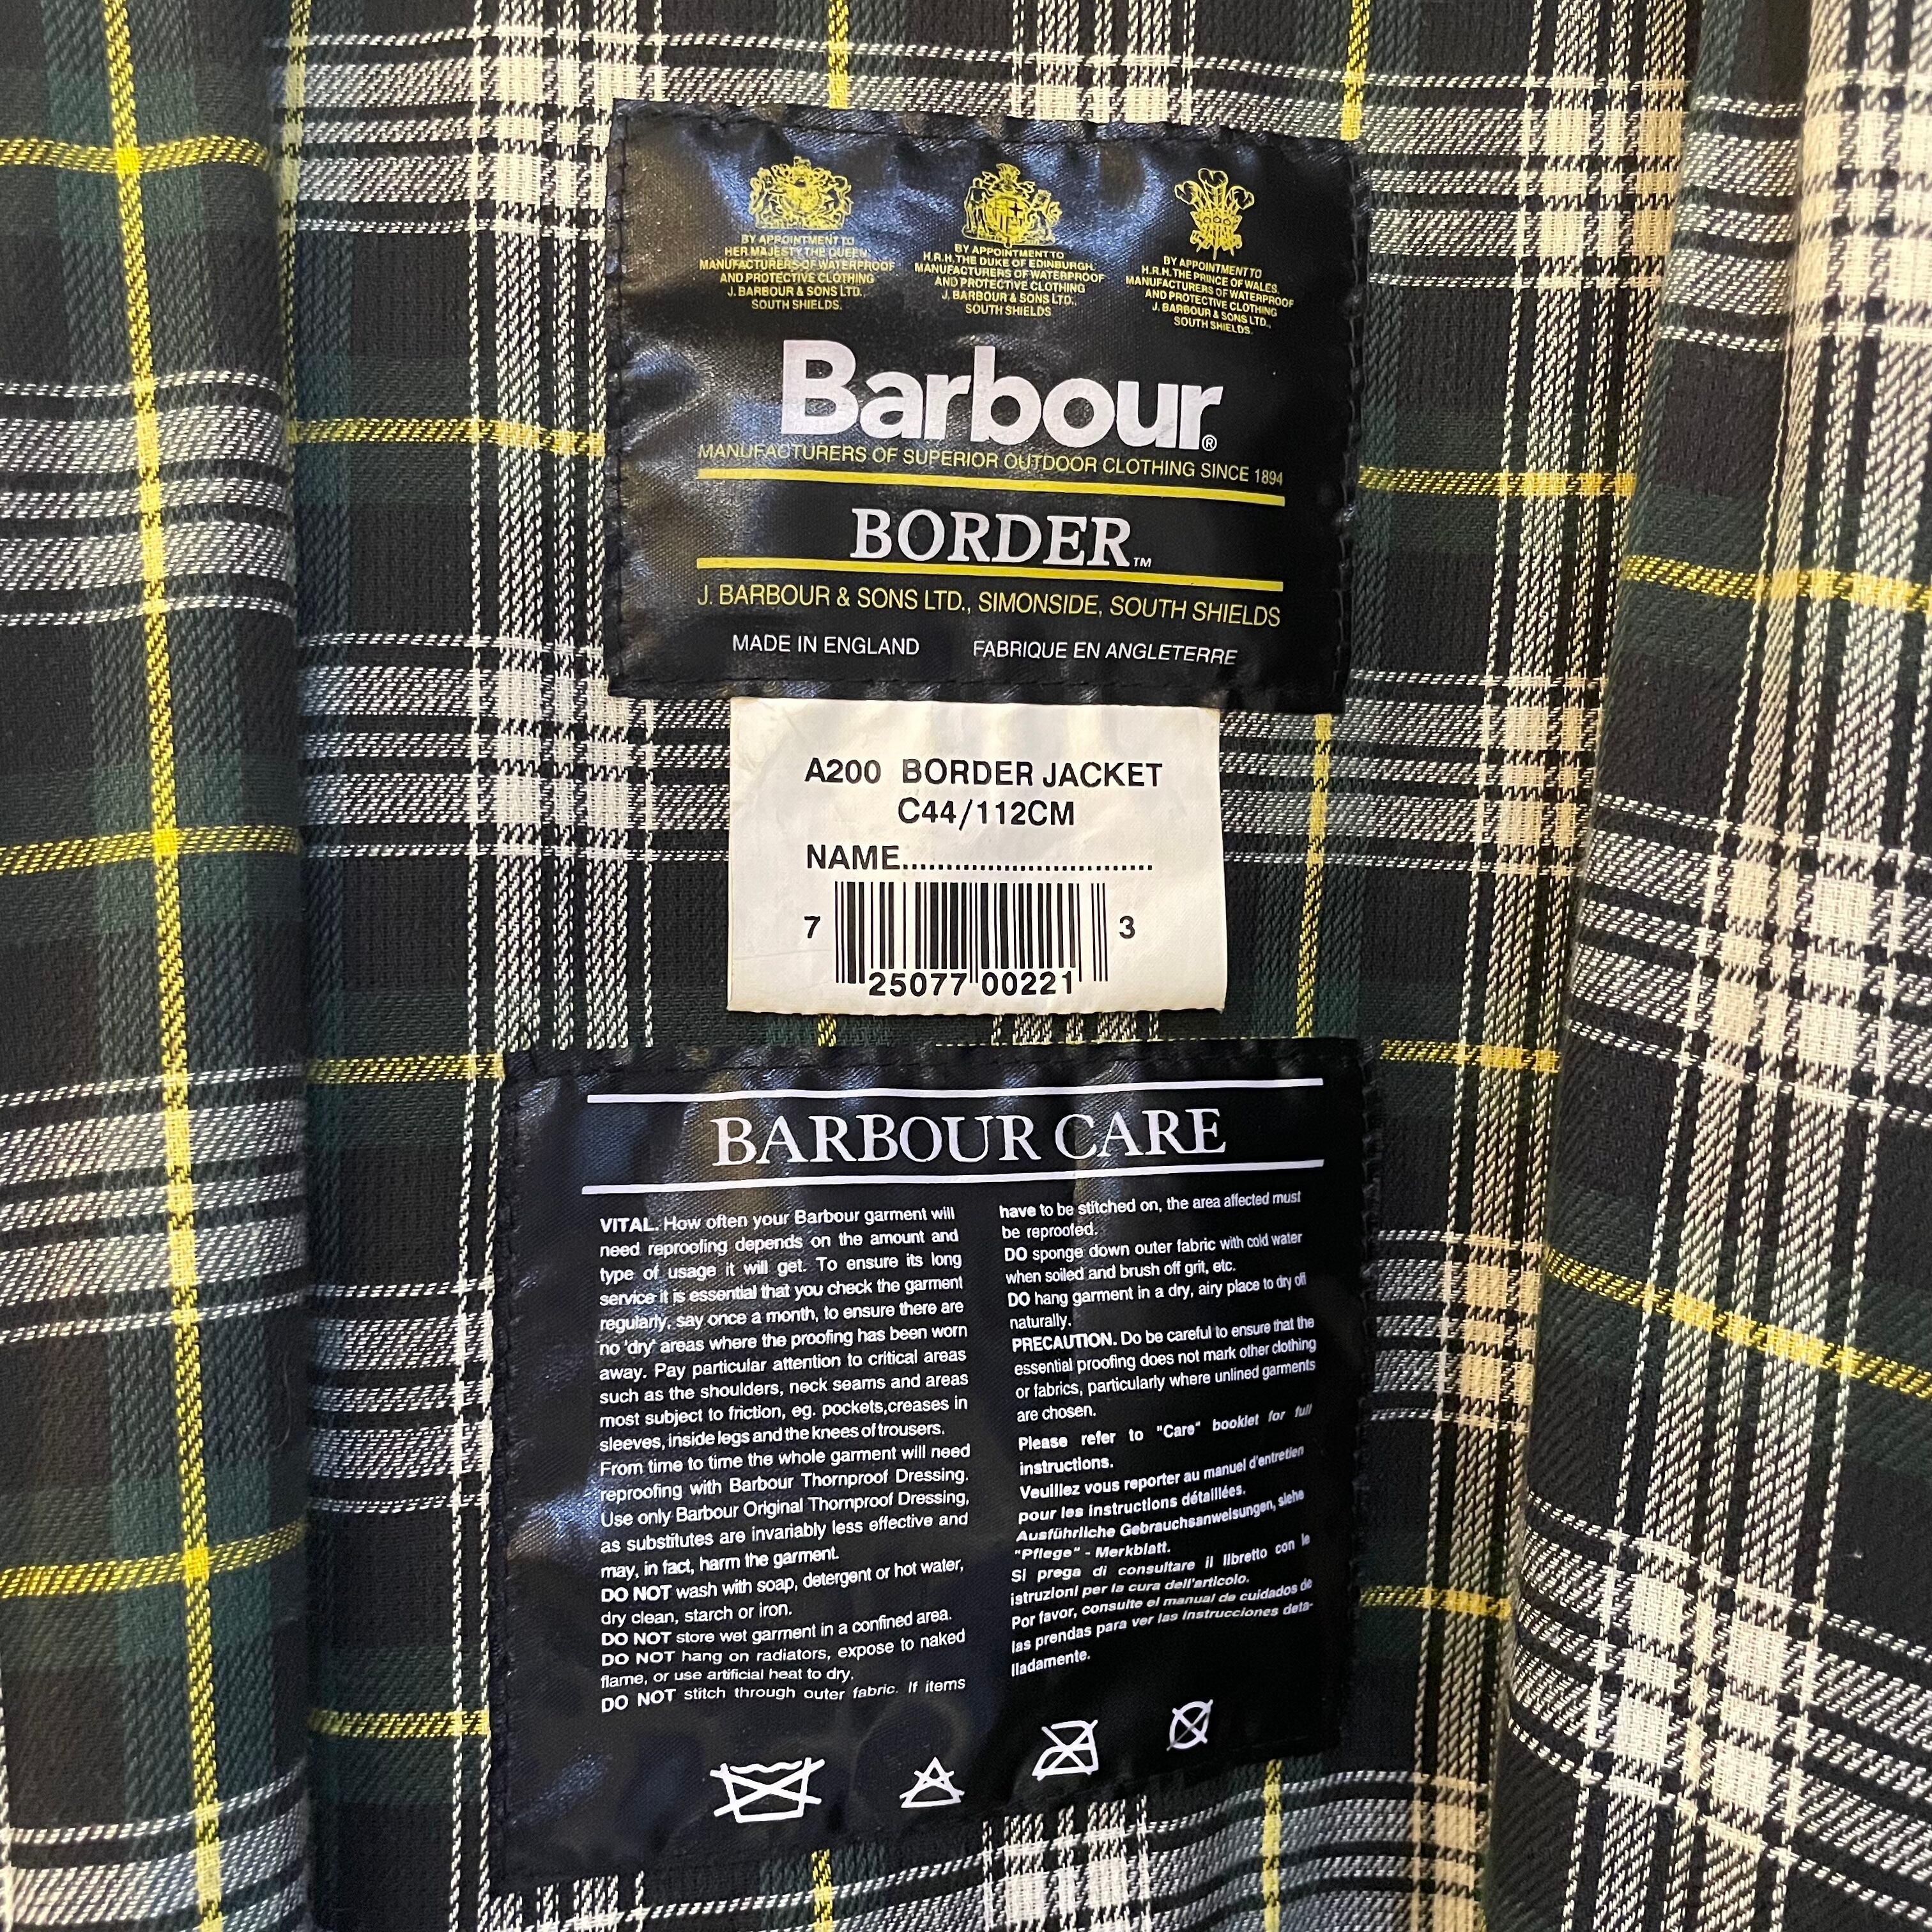 BY APPOINTMENT TO
HER MAJESTY THE QUEEN
MANUFACTURERS OF WATERPROOF
AND PROTECTIVE CLOTHING
J. BARBOUR & SONS LTD.,
SOUTH SHIELDS.
BY APPOINTMENT TO
H.R.H. THE DUKE OF EDINBURGH
MANUFACTURERS OF WATERPROOF
AND PROTECTIVE CLOTHING
J. BARBOUR & SONS LTD.,
SOUTH SHIELDS
BY APPOINTMENT TO
H.R.H. THE PRINCE OF WALES,
MANUFACTURERS OF WATERPROOF
AND PROTECTIVE CLOTHING
J. BARBOUR & SONS LTD.,
SOUTH SHIELDS.
Barbour®
MANUFACTURERS OF SUPERIOR OUTDOOR CLOTHING SINCE 1894
BORDER™
J. BARBOUR & SONS LTD., SIMONSIDE, SOUTH SHIELDS
MADE IN ENGLAND FABRIQUE EN ANGLETERRE
A200 BORDER JACKET
C44/112CM
NAME............................
7 25077 00221 3
BARBOUR CARE
VITAL. How often your Barbour garment will
need reproofing depends on the amount and
type of usage it will get. To ensure its long
service it is essential that you check the garment
regularly, say once a month, to ensure there are
no 'dry' areas where the proofing has been worn
away. Pay particular attention to critical areas
such as the shoulders, neck seams and areas
most subject to friction, eg. pockets,creases in
sleeves, inside legs and the knees of trousers.
From time to time the whole garment will need
reproofing with Barbour Thornproof Dressing.
Use only Barbour Original Thornproof Dressing,
as substitutes are invariably less effective and
may, in fact, harm the garment.
DO NOT wash with soap, detergent or hot water,
dry clean, starch or iron.
DO NOT store wet garment in a confined area.
DO NOT hang on radiators, expose to naked
flame, or use artificial heat to dry.
DO NOT stitch through outer fabric. If items
have to be stitched on, the area affected must
be reproofed.
DO sponge down outer fabric with cold water
when soiled and brush off grit, etc.
DO hang garment in a dry, airy place to dry off
naturally.
PRECAUTION. Do be careful to ensure that the
essential proofing does not mark other clothing
or fabrics, particularly where unlined garments
are chosen.
Please refer to "Care" booklet for full
instructions.
Veuillez vous reporter au manuel d'entretien
pour les instructions détaillées.
Ausführliche Gebrauchsanweisungen, siehe
"Pflege" - Merkblatt.
Si prega di consultare il libretto con le
istruzioni per la cura dell'articolo.
Por favor, consulte el manual de cuidados de
las prendas para ver las instrucciones deta-
lladamente.